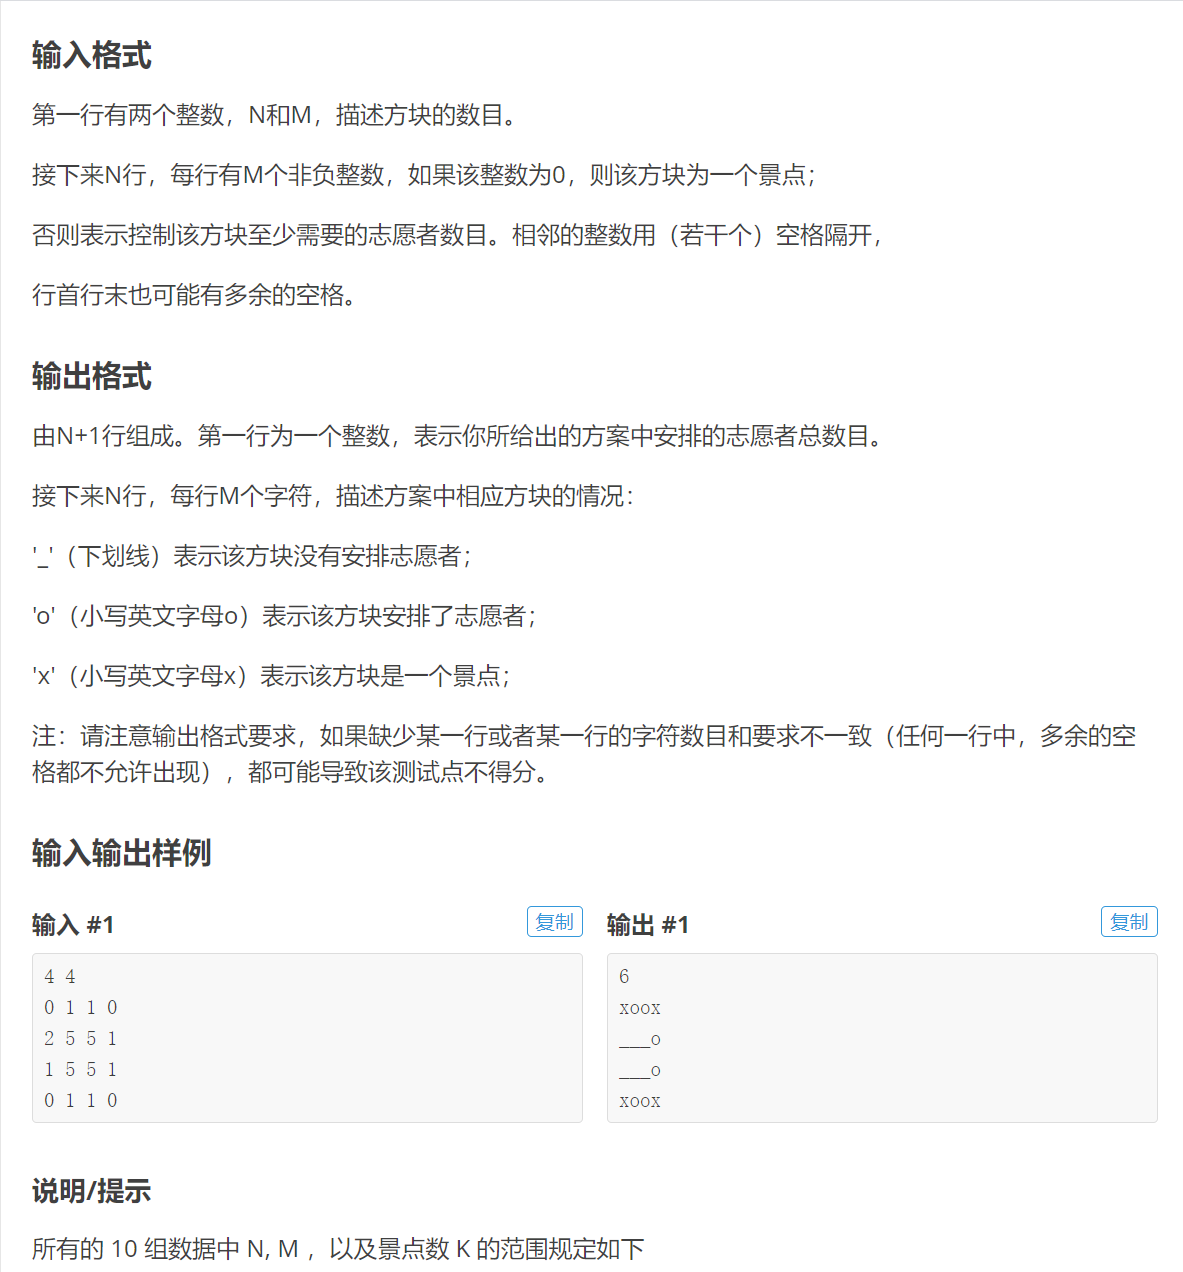 输入格式
第一行有两个整数，N和M，描述方块的数目。
接下来N行，每行有M个非负整数，如果该整数为0，则该方块为一个景点；
否则表示控制该方块至少需要的志愿者数目。相邻的整数用（若干个）空格隔开，
行首行末也可能有多余的空格。
输出格式
由N+1行组成。第一行为一个整数，表示你所给出的方案中安排的志愿者总数目。
接下来N行，每行M个字符，描述方案中相应方块的情况：
'_'（下划线）表示该方块没有安排志愿者；
'o'（小写英文字母o）表示该方块安排了志愿者；
'x'（小写英文字母x）表示该方块是一个景点；
注：请注意输出格式要求，如果缺少某一行或者某一行的字符数目和要求不一致（任何一行中，多余的空
格都不允许出现），都可能导致该测试点不得分。
输入输出样例
输入 #1
复制
4 4
0 1 1 0
2 5 5 1
1 5 5 1
0 1 1 0
输出 #1
复制
6
xoox
___o
___o
xoox
说明/提示
所有的 10 组数据中 N, M ，以及景点数 K 的范围规定如下